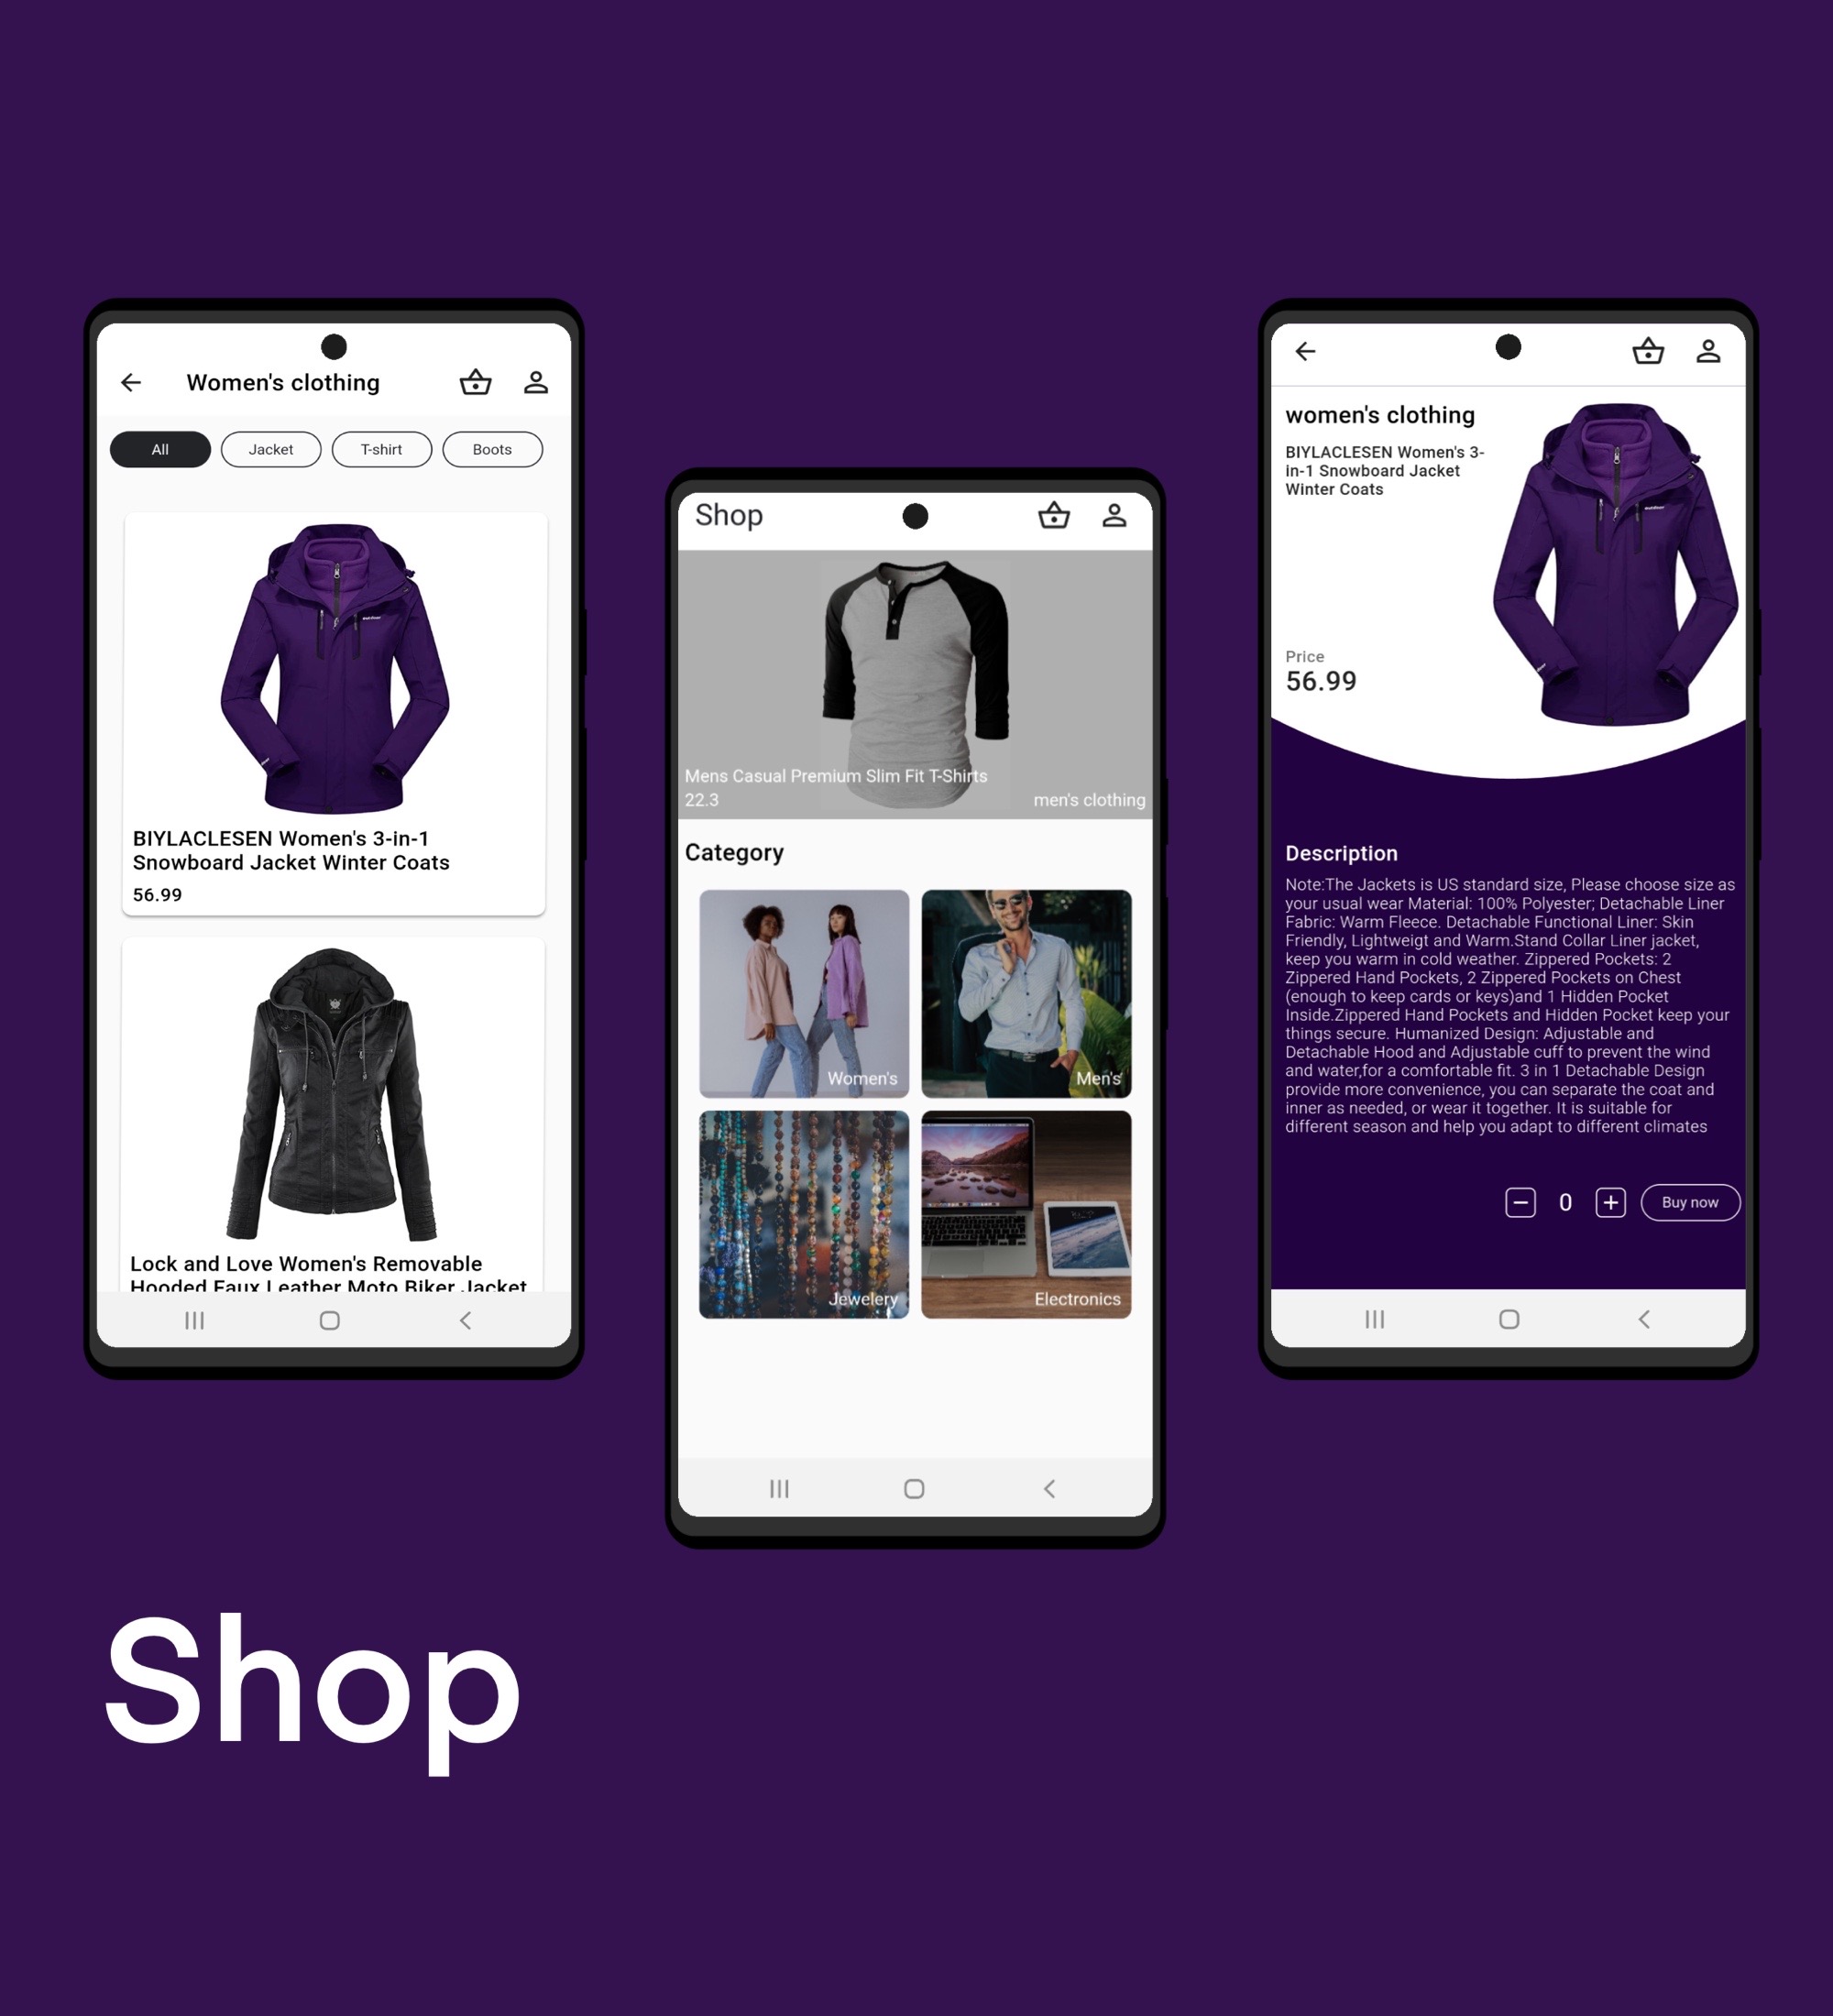 Women's clothing
All
Jacket
T-shirt
Boots
BIYLACLESEN Women's 3-in-1
Snowboard Jacket Winter Coats
56.99
Lock and Love Women's Removable
Hooded Faux Leather Moto Biker Jacket
Shop
Mens Casual Premium Slim Fit T-Shirts
22.3
men's clothing
Category
Women's
Men's
Jewelery
Electronics
women's clothing
BIYLACLESEN Women's 3-
in-1 Snowboard Jacket
Winter Coats
Price
56.99
Description
Note:The Jackets is US standard size, Please choose size as
your usual wear Material: 100% Polyester; Detachable Liner
Fabric: Warm Fleece. Detachable Functional Liner: Skin
Friendly, Lightweigt and Warm.Stand Collar Liner jacket,
keep you warm in cold weather. Zippered Pockets: 2
Zippered Hand Pockets, 2 Zippered Pockets on Chest
(enough to keep cards or keys)and 1 Hidden Pocket
Inside.Zippered Hand Pockets and Hidden Pocket keep your
things secure. Humanized Design: Adjustable and
Detachable Hood and Adjustable cuff to prevent the wind
and water,for a comfortable fit. 3 in 1 Detachable Design
provide more convenience, you can separate the coat and
inner as needed, or wear it together. It is suitable for
different season and help you adapt to different climates
0
Buy now
Shop